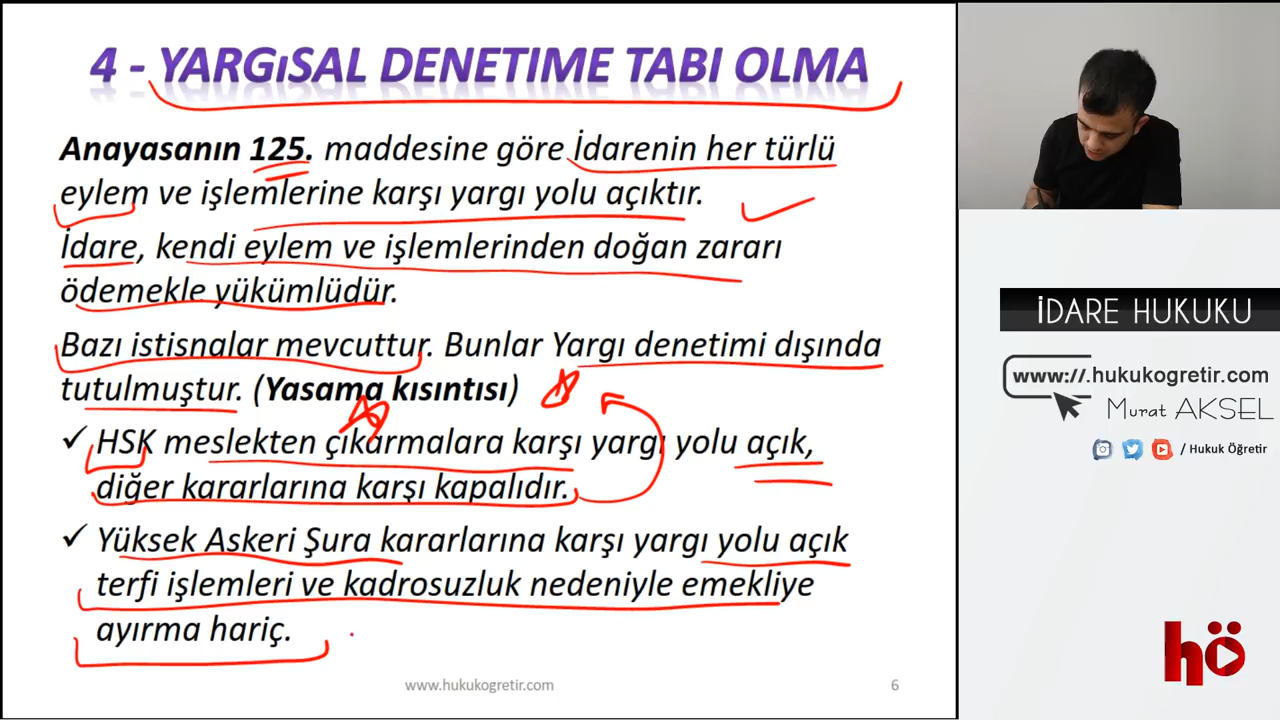 4 - YARGıSAL DENETIME TABI OLMA
Anayasanın 125. maddesine göre İdarenin her türlü
eylem ve işlemlerine karşı yargı yolu açıktır.
İdare, kendi eylem ve işlemlerinden doğan zararı
ödemekle yükümlüdür.
Bazı istisnalar mevcuttur. Bunlar Yargı denetimi dışında
tutulmuştur. (Yasama kısıntısı)
✓ HSK meslekten çıkarmalara karşı yargı yolu açık,
diğer kararlarına karşı kapalıdır.
✓ Yüksek Askeri Şura kararlarına karşı yargı yolu açık
terfi işlemleri ve kadrosuzluk nedeniyle emekliye
ayırma hariç.
www.hukukogretir.com
6
İDARE HUKUKU
www://.hukukogretir.com
Murat AKSEL
/ Hukuk Öğretir
hö